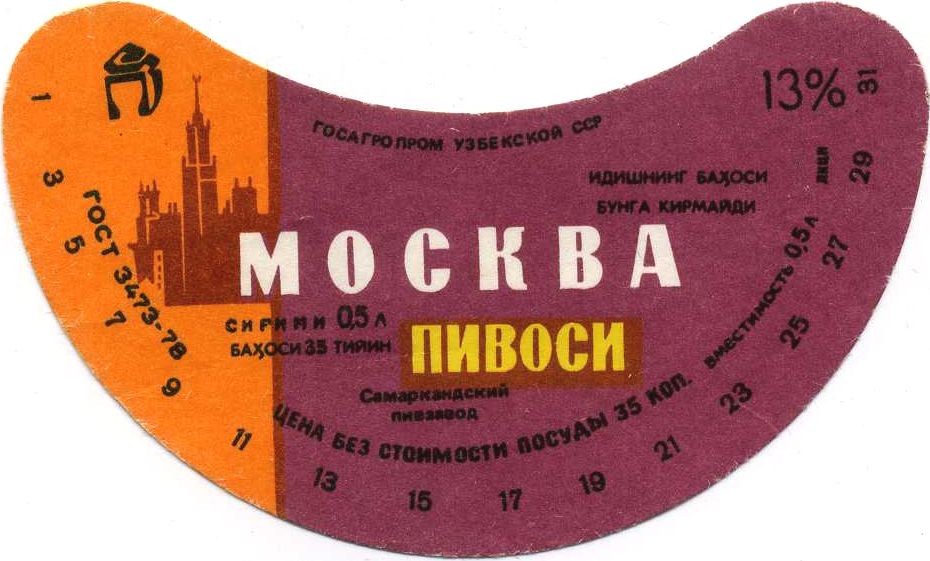 13%
ГОСАГРОПРОМ УЗБЕКСКОЙ ССР
ИДИШНИНГ БАҲОСИ
БУНГА КИРМАЙДИ
МОСКВА
ПИВОСИ
СИҒИМИ 0,5 Л
БАҲОСИ 35 ТИЙИН
Самаркандский
пивзавод
ГОСТ 3473-78
ЦЕНА БЕЗ СТОИМОСТИ ПОСУДЫ 35 КОП. ВМЕСТИМОСТЬ 0,5 Л
1 3 5 7 9 11 13 15 17 19 21 23 25 27 29 31